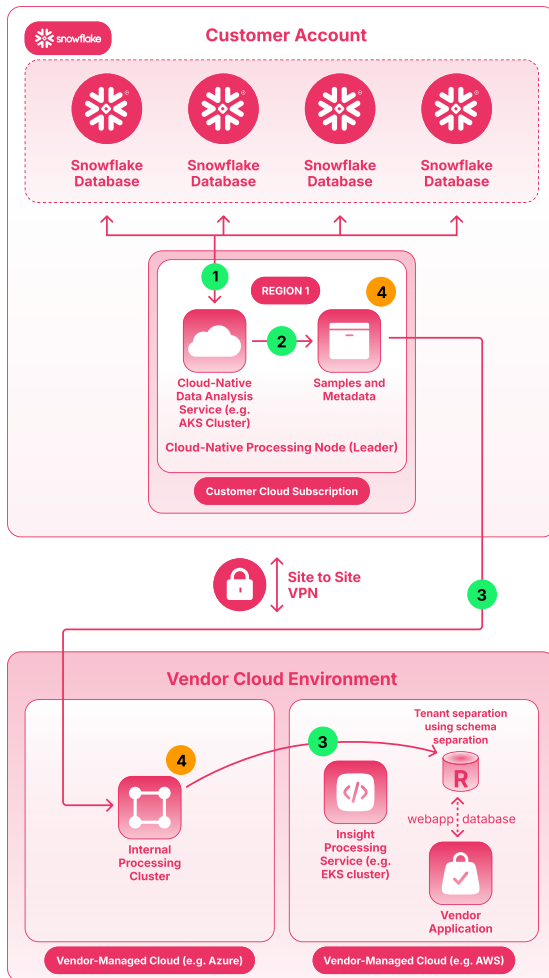 snowflake
Customer Account
Snowflake
Database
Snowflake
Database
Snowflake
Database
Snowflake
Database
1
REGION 1
4
2
Cloud-Native
Data Analysis
Service (e.g.
AKS Cluster)
Samples and
Metadata
Cloud-Native Processing Node (Leader)
Customer Cloud Subscription
Site to Site
VPN
3
Vendor Cloud Environment
Tenant separation
using schema
separation
3
4
R
webapp
database
Internal
Processing
Cluster
Insight
Processing
Service (e.g.
EKS cluster)
Vendor
Application
Vendor-Managed Cloud (e.g. Azure)
Vendor-Managed Cloud (e.g. AWS)